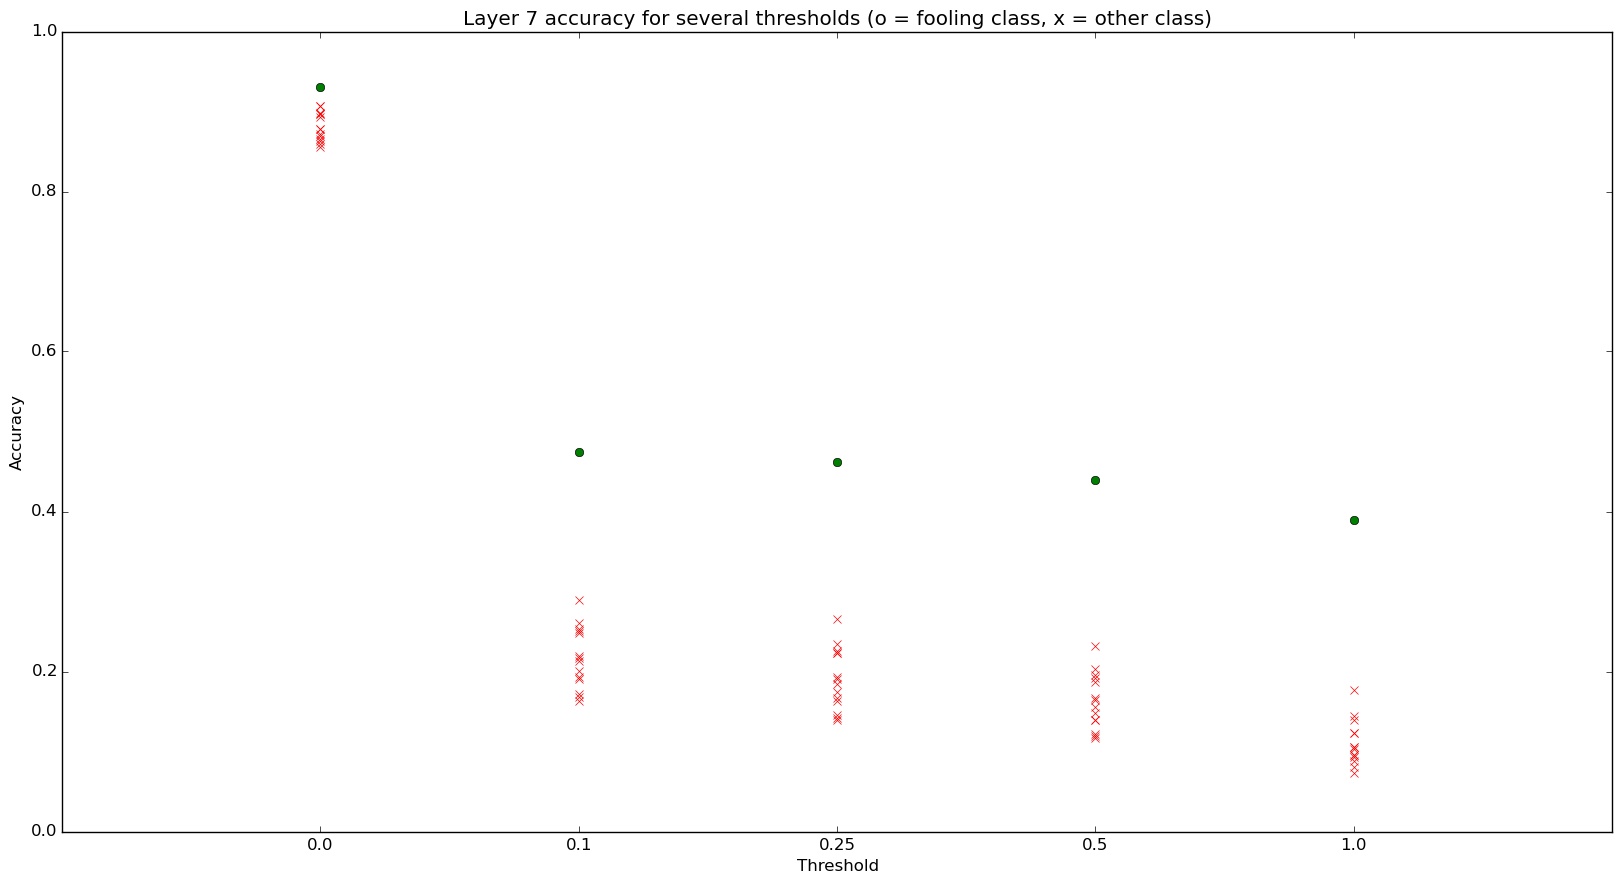 Layer 7 accuracy for several thresholds (o = fooling class, x = other class)
1.0
0.8
0.6
0.4
0.2
0.0
Accuracy
0.0 0.1 0.25 0.5 1.0
Threshold